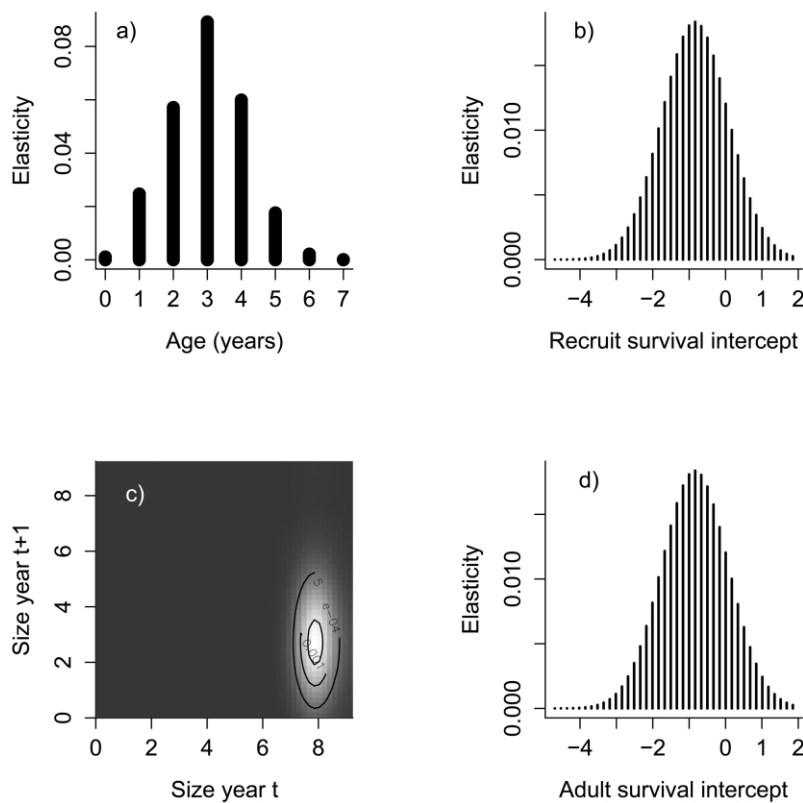 a)
Elasticity
0.08
0.04
0.00
0 1 2 3 4 5 6 7
Age (years)
b)
Elasticity
0.010
0.000
−4 −2 0 1 2
Recruit survival intercept
c)
Size year t+1
8
6
4
2
0
5
e−04
0.001
0 2 4 6 8
Size year t
d)
Elasticity
0.010
0.000
−4 −2 0 1 2
Adult survival intercept